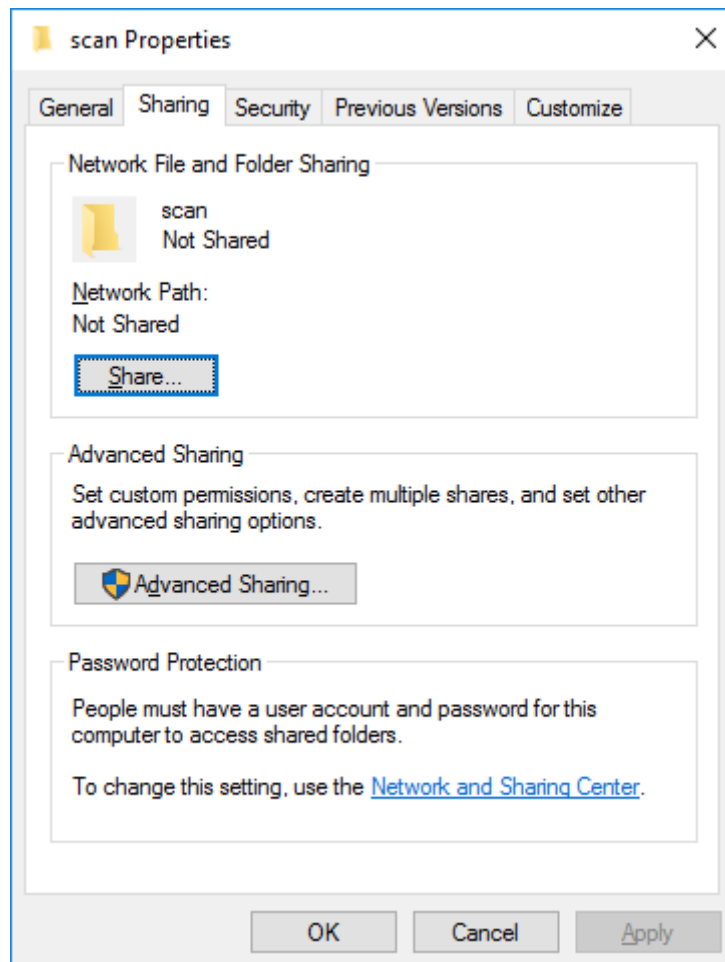 scan Properties
General
Sharing
Security
Previous Versions
Customize
Network File and Folder Sharing
scan
Not Shared
Network Path:
Not Shared
Share...
Advanced Sharing
Set custom permissions, create multiple shares, and set other
advanced sharing options.
Advanced Sharing...
Password Protection
People must have a user account and password for this
computer to access shared folders.
To change this setting, use the Network and Sharing Center.
OK
Cancel
Apply